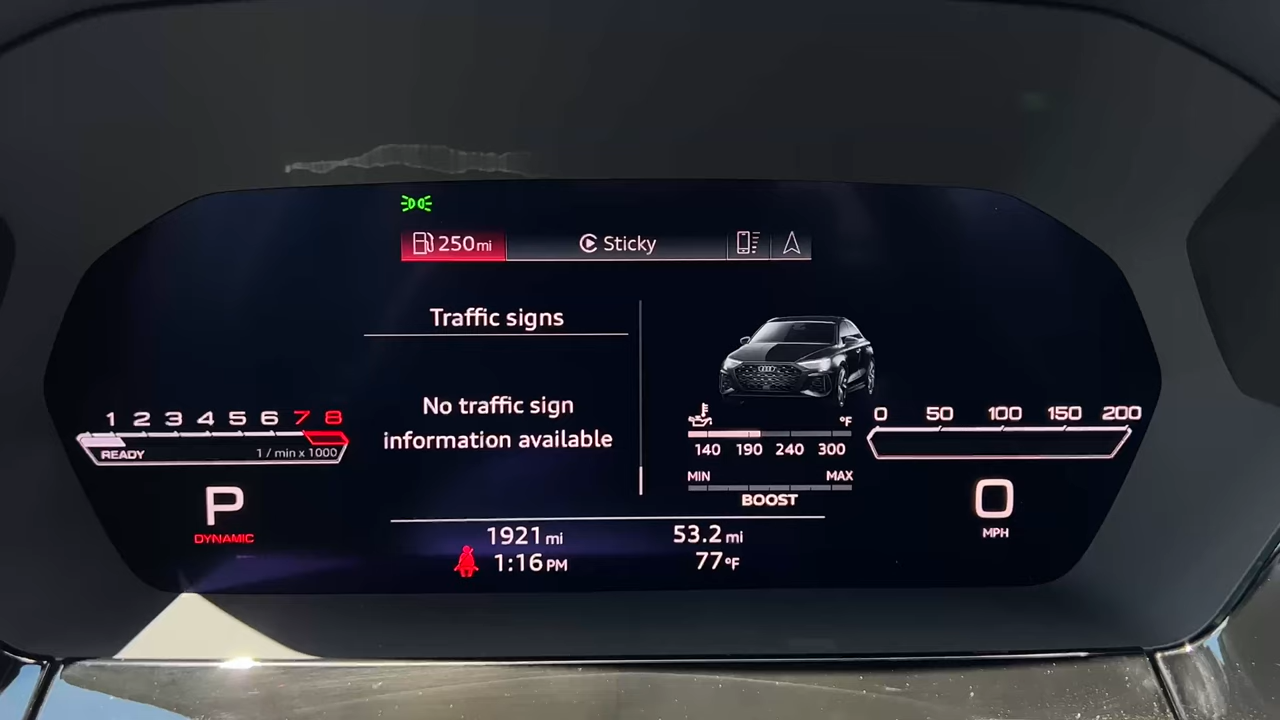 250 mi
Sticky
Traffic signs
No traffic sign
information available
1 2 3 4 5 6 7 8
READY
1 / min x 1000
P
DYNAMIC
°F
140 190 240 300
MIN MAX
BOOST
0 50 100 150 200
0
MPH
1921 mi
53.2 mi
1:16 PM
77°F